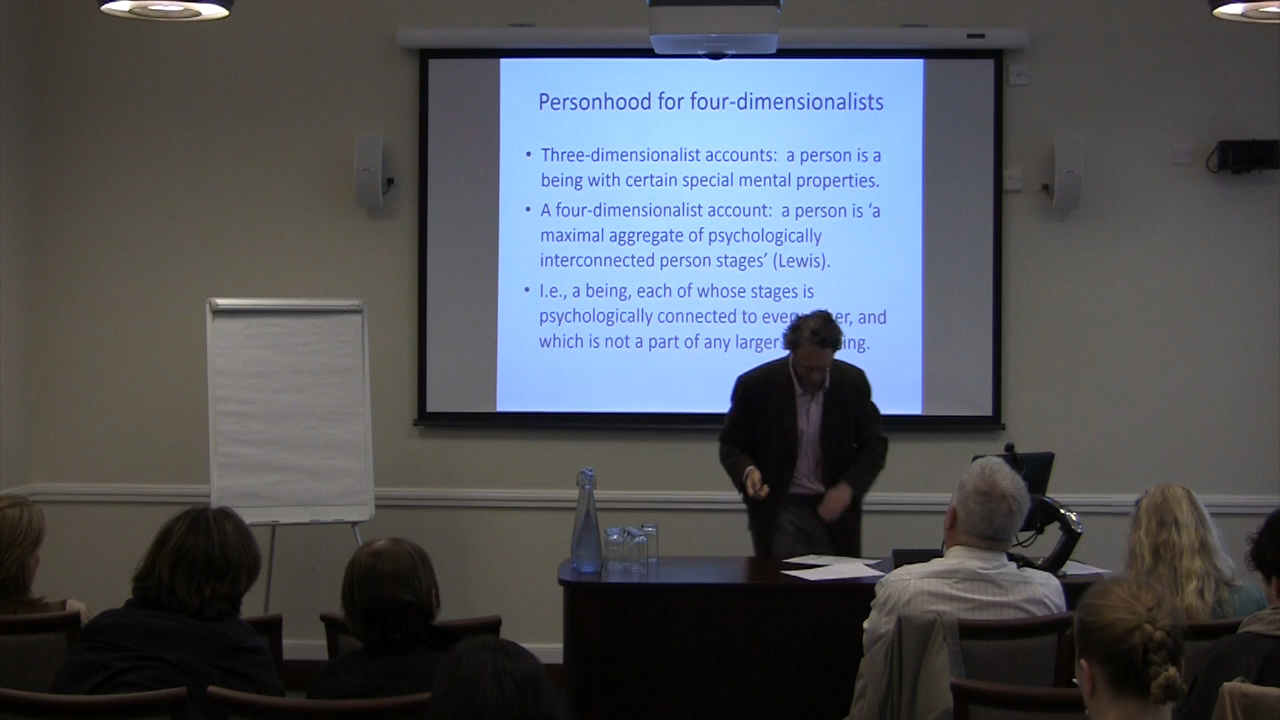 Personhood for four-dimensionalists
• Three-dimensionalist accounts: a person is a
being with certain special mental properties.
• A four-dimensionalist account: a person is ‘a
maximal aggregate of psychologically
interconnected person stages’ (Lewis).
• I.e., a being, each of whose stages is
psychologically connected to every other, and
which is not a part of any larger